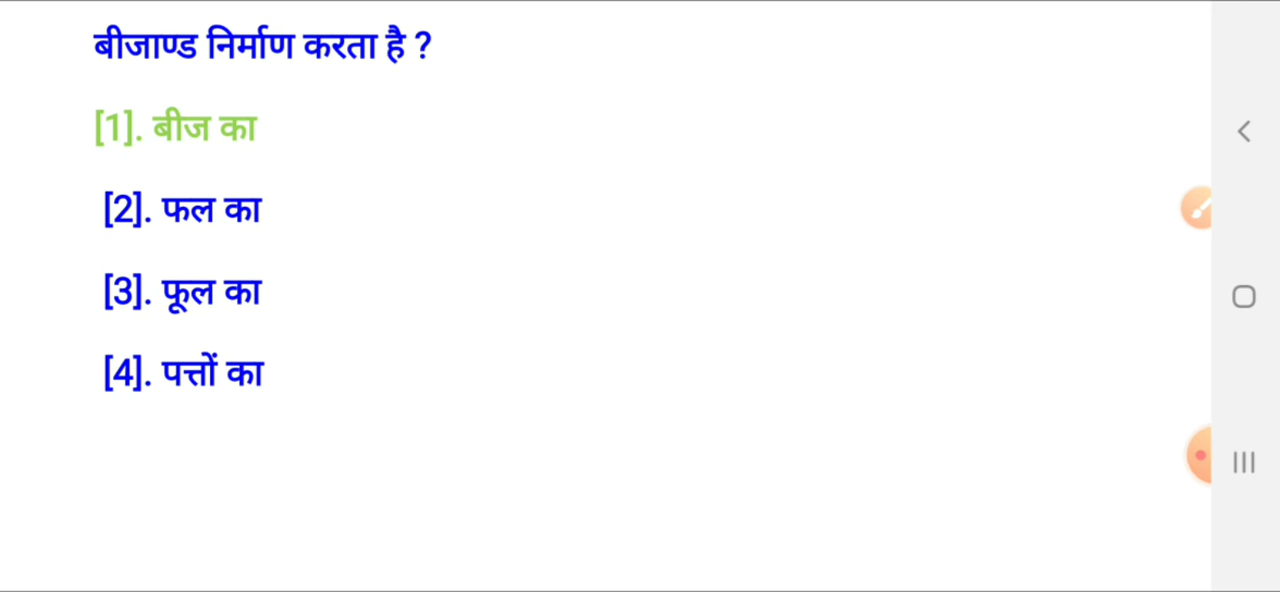 बीजाण्ड निर्माण करता है ?
[1]. बीज का
[2]. फल का
[3]. फूल का
[4]. पत्तों का